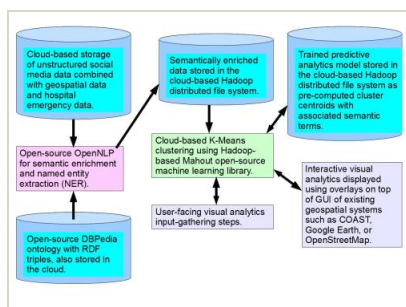 Cloud-based storage
of unstructured social
media data combined
with geospatial data
and hospital
emergency data.
Semantically enriched
data stored in the
cloud-based Hadoop
distributed file system.
Trained predictive
analytics model stored in
the cloud-based Hadoop
distributed file system as
pre-computed cluster
centroids with
associated semantic
terms.
Open-source OpenNLP
for semantic enrichment
and named entity
extraction (NER).
Cloud-based K-Means
clustering using Hadoop-
based Mahout open-source
machine learning library.
Interactive visual
analytics displayed
using overlays on top
of GUI of existing
geospatial systems
such as COAST,
Google Earth, or
OpenStreetMap.
User-facing visual analytics
input-gathering steps.
Open-source DBPedia
ontology with RDF
triples, also stored in
the cloud.